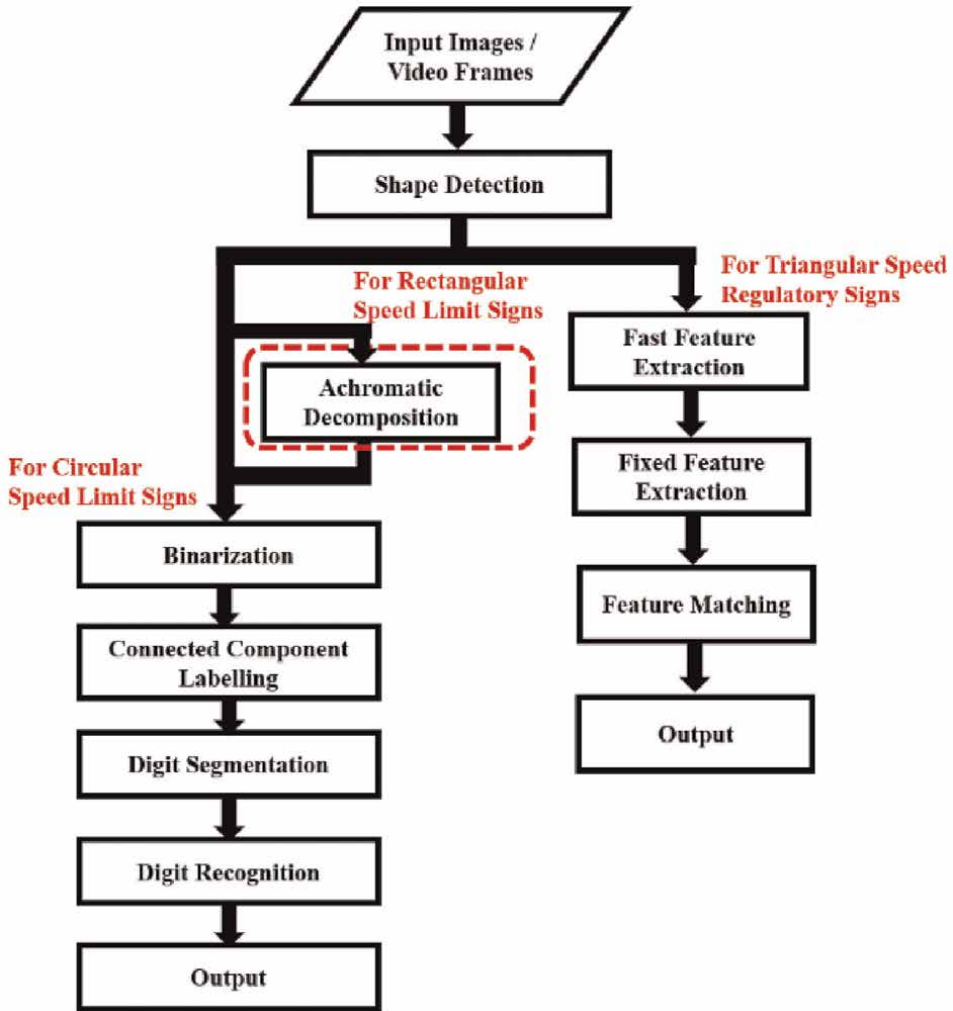 Input Images /
Video Frames
Shape Detection
For Rectangular
Speed Limit Signs
For Triangular Speed
Regulatory Signs
Achromatic
Decomposition
Fast Feature
Extraction
For Circular
Speed Limit Signs
Fixed Feature
Extraction
Binarization
Feature Matching
Connected Component
Labelling
Output
Digit Segmentation
Digit Recognition
Output